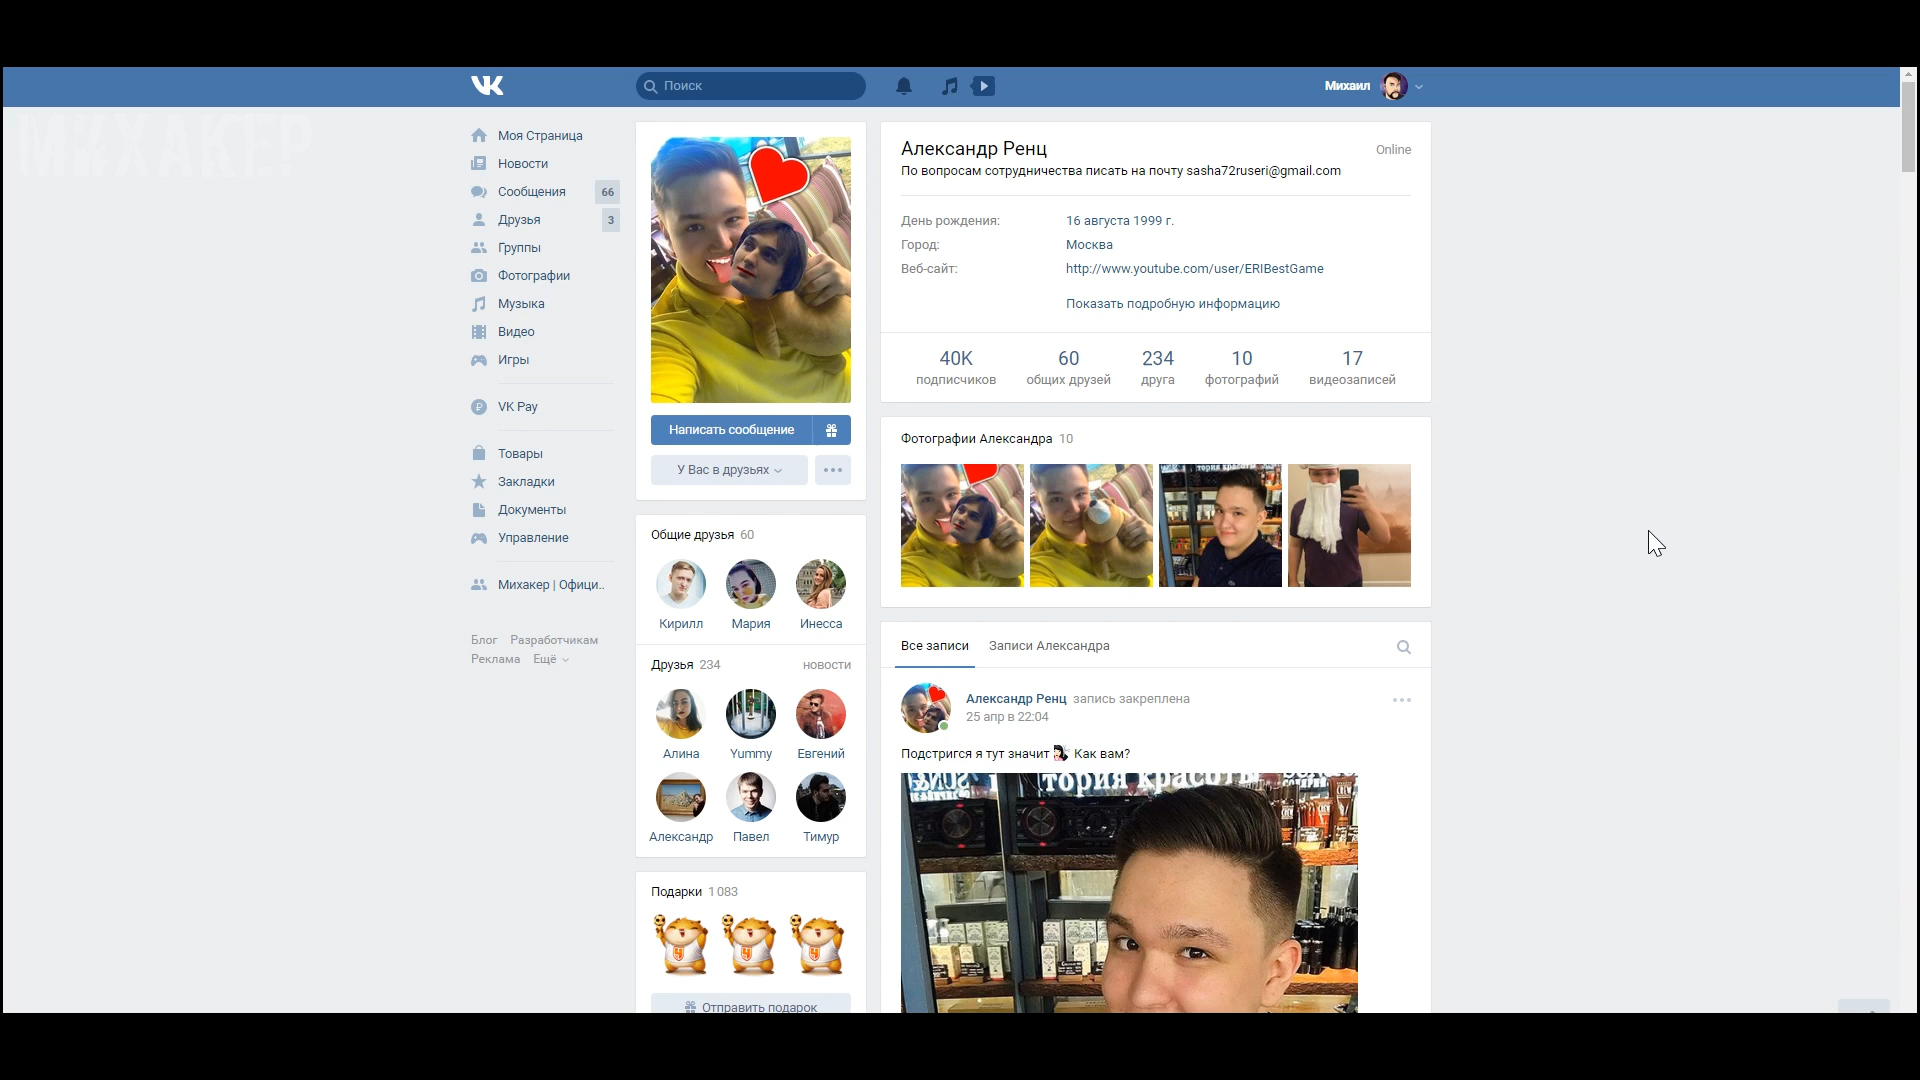 Поиск
Михаил
МИХАКЕР
Моя Страница
Новости
Сообщения 66
Друзья 3
Группы
Фотографии
Музыка
Видео
Игры
VK Pay
Товары
Закладки
Документы
Управление
Михакер | Офици..
Блог Разработчикам
Реклама Ещё
Написать сообщение
У Вас в друзьях
Общие друзья 60
Кирилл Мария Инесса
Друзья 234 новости
Алина Yummy Евгений
Александр Павел Тимур
Подарки 1 083
Отправить подарок
Александр Ренц Online
По вопросам сотрудничества писать на почту sasha72ruseri@gmail.com
День рождения: 16 августа 1999 г.
Город: Москва
Веб-сайт: http://www.youtube.com/user/ERIBestGame
Показать подробную информацию
40K 60 234 10 17
подписчиков общих друзей друга фотографий видеозаписей
Фотографии Александра 10
тория красоты
Все записи Записи Александра
Александр Ренц запись закреплена
25 апр в 22:04
Подстригся я тут значит Как вам?
тория красоты